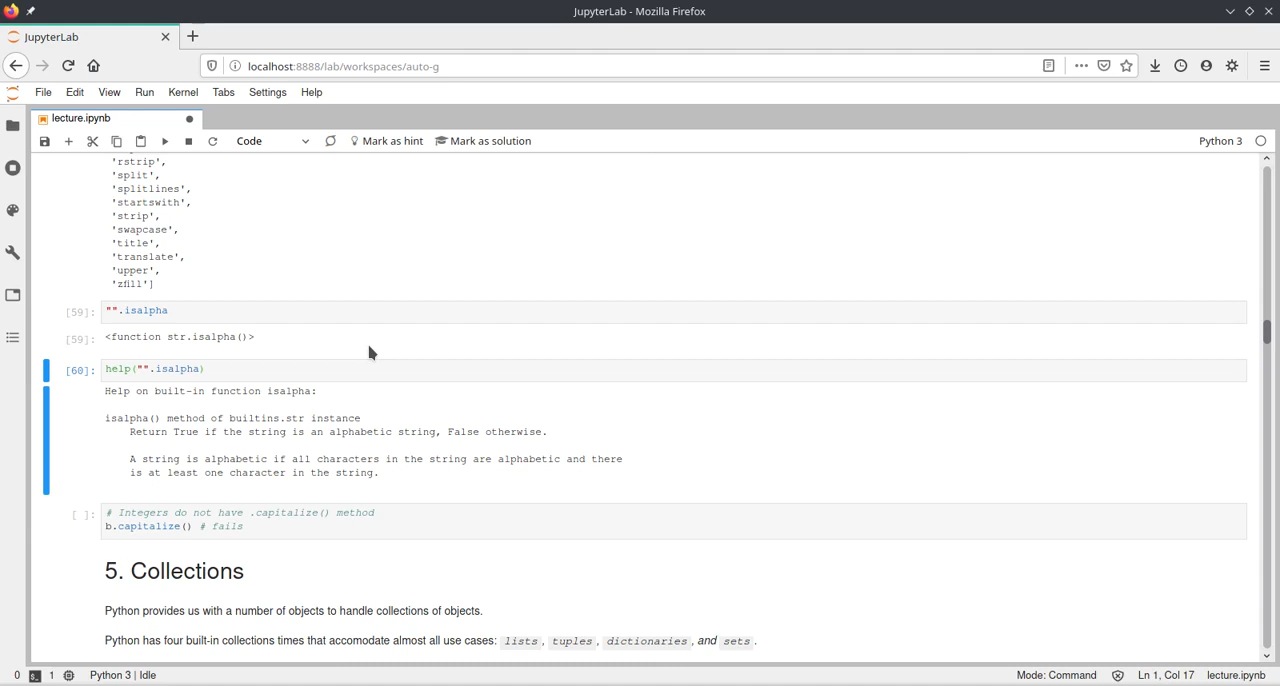 JupyterLab - Mozilla Firefox
JupyterLab
localhost:8888/lab/workspaces/auto-g
File Edit View Run Kernel Tabs Settings Help
lecture.ipynb
Code Mark as hint Mark as solution Python 3
'rstrip',
'split',
'splitlines',
'startswith',
'strip',
'swapcase',
'title',
'translate',
'upper',
'zfill']
[59]: "".isalpha
[59]: <function str.isalpha()>
[60]: help("".isalpha)
Help on built-in function isalpha:
isalpha() method of builtins.str instance
Return True if the string is an alphabetic string, False otherwise.
A string is alphabetic if all characters in the string are alphabetic and there
is at least one character in the string.
[ ]: # Integers do not have .capitalize() method
b.capitalize() # fails
5. Collections
Python provides us with a number of objects to handle collections of objects.
Python has four built-in collections times that accomodate almost all use cases: lists, tuples, dictionaries, and sets.
0 1 Python 3 | Idle Mode: Command Ln 1, Col 17 lecture.ipynb